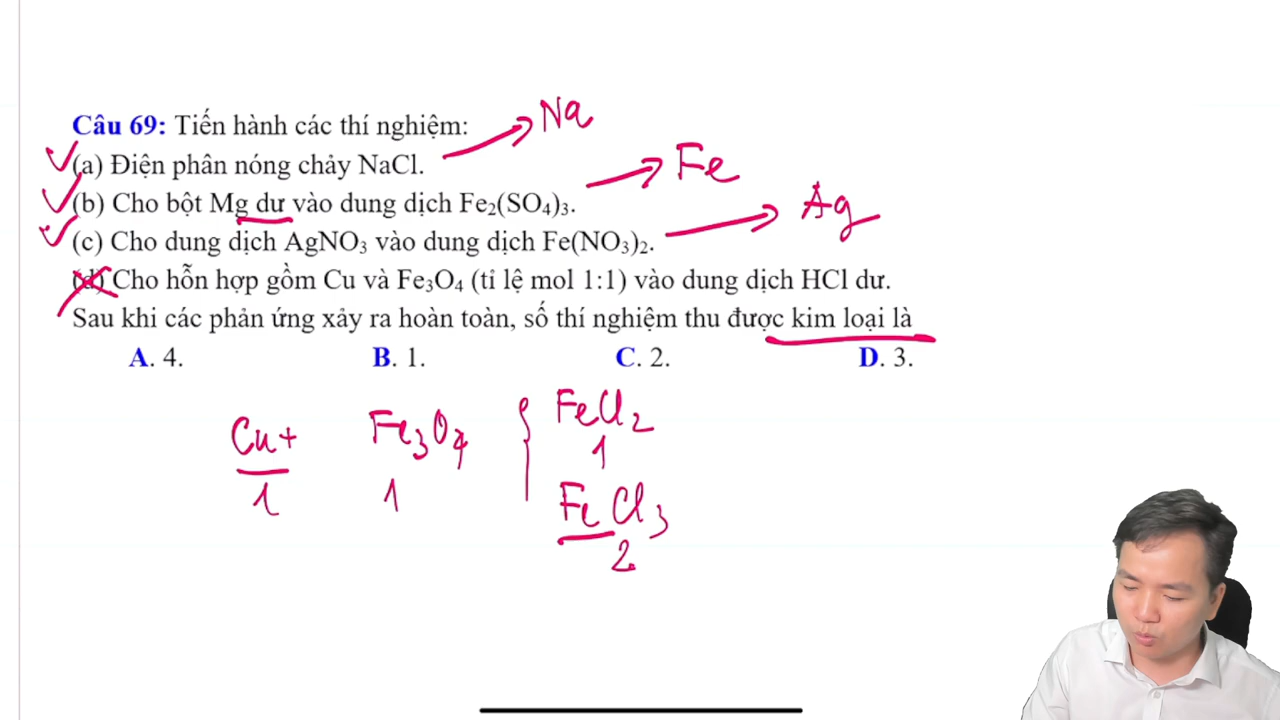 Câu 69: Tiến hành các thí nghiệm:
Na
(a) Điện phân nóng chảy NaCl.
Fe
(b) Cho bột Mg dư vào dung dịch Fe₂(SO₄)₃.
Ag
(c) Cho dung dịch AgNO₃ vào dung dịch Fe(NO₃)₂.
(d) Cho hỗn hợp gồm Cu và Fe₃O₄ (tỉ lệ mol 1:1) vào dung dịch HCl dư.
Sau khi các phản ứng xảy ra hoàn toàn, số thí nghiệm thu được kim loại là
A. 4. B. 1. C. 2. D. 3.
Cu + Fe₃O₄ { FeCl₂
1 1 1
FeCl₃
2